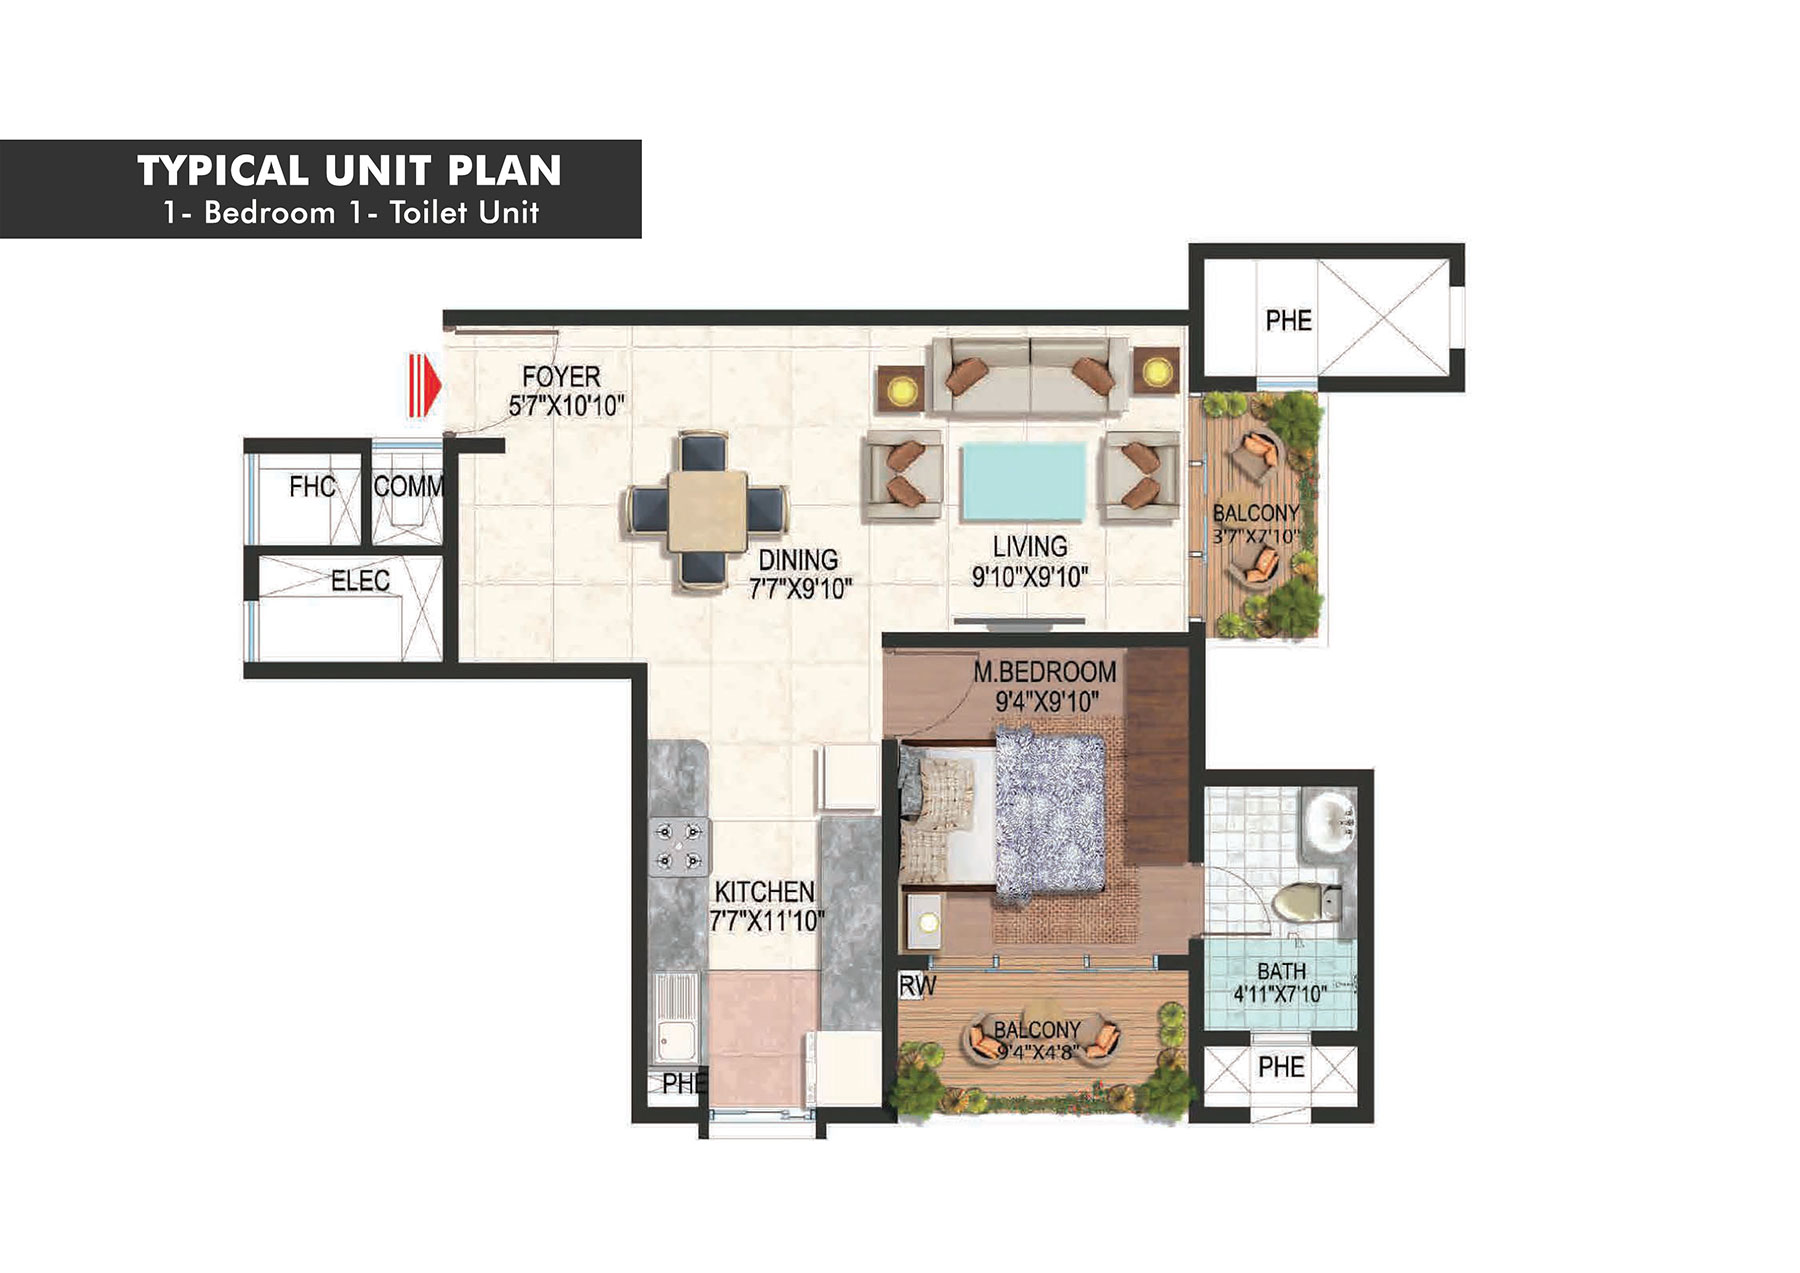 TYPICAL UNIT PLAN
1- Bedroom 1- Toilet Unit
PHE
FOYER
5'7"X10'10"
FHC
COMM
BALCONY
3'7"X7'10"
LIVING
9'10"X9'10"
DINING
7'7"X9'10"
ELEC
M.BEDROOM
9'4"X9'10"
KITCHEN
7'7"X11'10"
BATH
4'11"X7'10"
RW
BALCONY
9'4"X4'8"
PHE
PHE